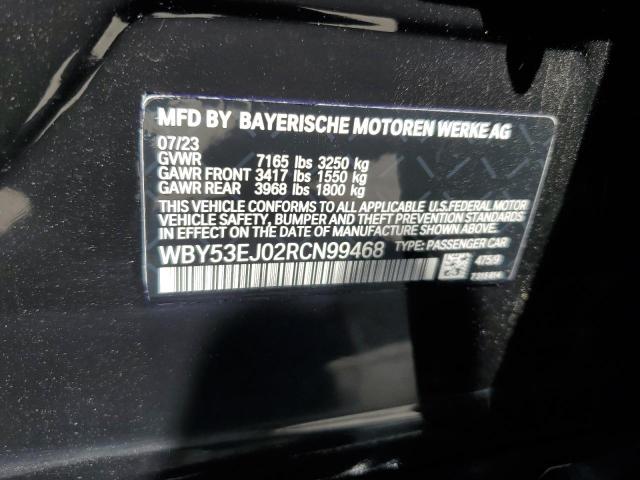 MFD BY BAYERISCHE MOTOREN WERKE AG
07/23
GVWR 7165 lbs 3250 kg
GAWR FRONT 3417 lbs 1550 kg
GAWR REAR 3968 lbs 1800 kg
THIS VEHICLE CONFORMS TO ALL APPLICABLE U.S. FEDERAL MOTOR
VEHICLE SAFETY, BUMPER AND THEFT PREVENTION STANDARDS
IN EFFECT ON THE DATE OF MANUFACTURE SHOWN ABOVE.
WBY53EJ02RCN99468 TYPE: PASSENGER CAR
475/9